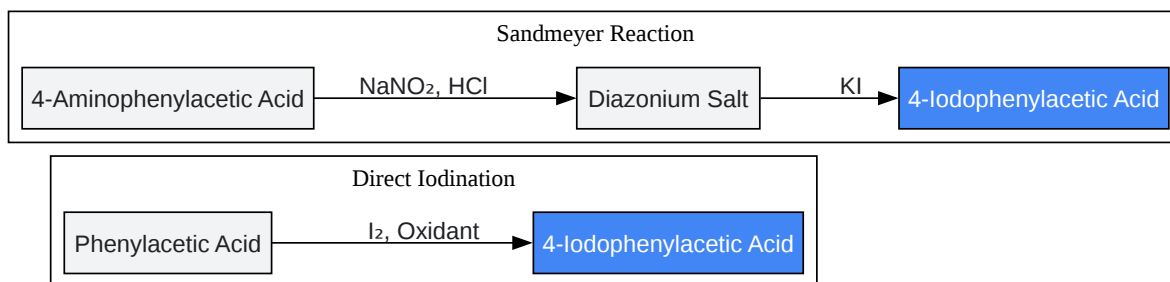 Sandmeyer Reaction
4-Aminophenylacetic Acid
NaNO₂, HCl
Diazonium Salt
KI
4-Iodophenylacetic Acid
Direct Iodination
Phenylacetic Acid
I₂, Oxidant
4-Iodophenylacetic Acid